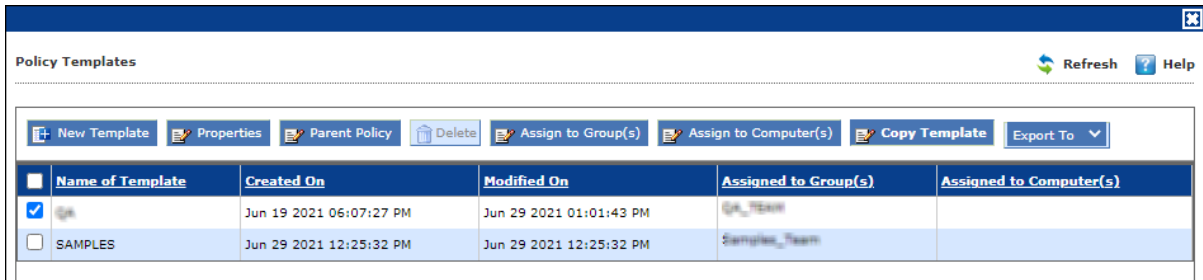 Policy Templates Refresh ? Help
New Template Properties Parent Policy Delete Assign to Group(s) Assign to Computer(s) Copy Template Export To
Name of Template Created On Modified On Assigned to Group(s) Assigned to Computer(s)
QA Jun 19 2021 06:07:27 PM Jun 29 2021 01:01:43 PM QA_TEAM
SAMPLES Jun 29 2021 12:25:32 PM Jun 29 2021 12:25:32 PM Samples_Team